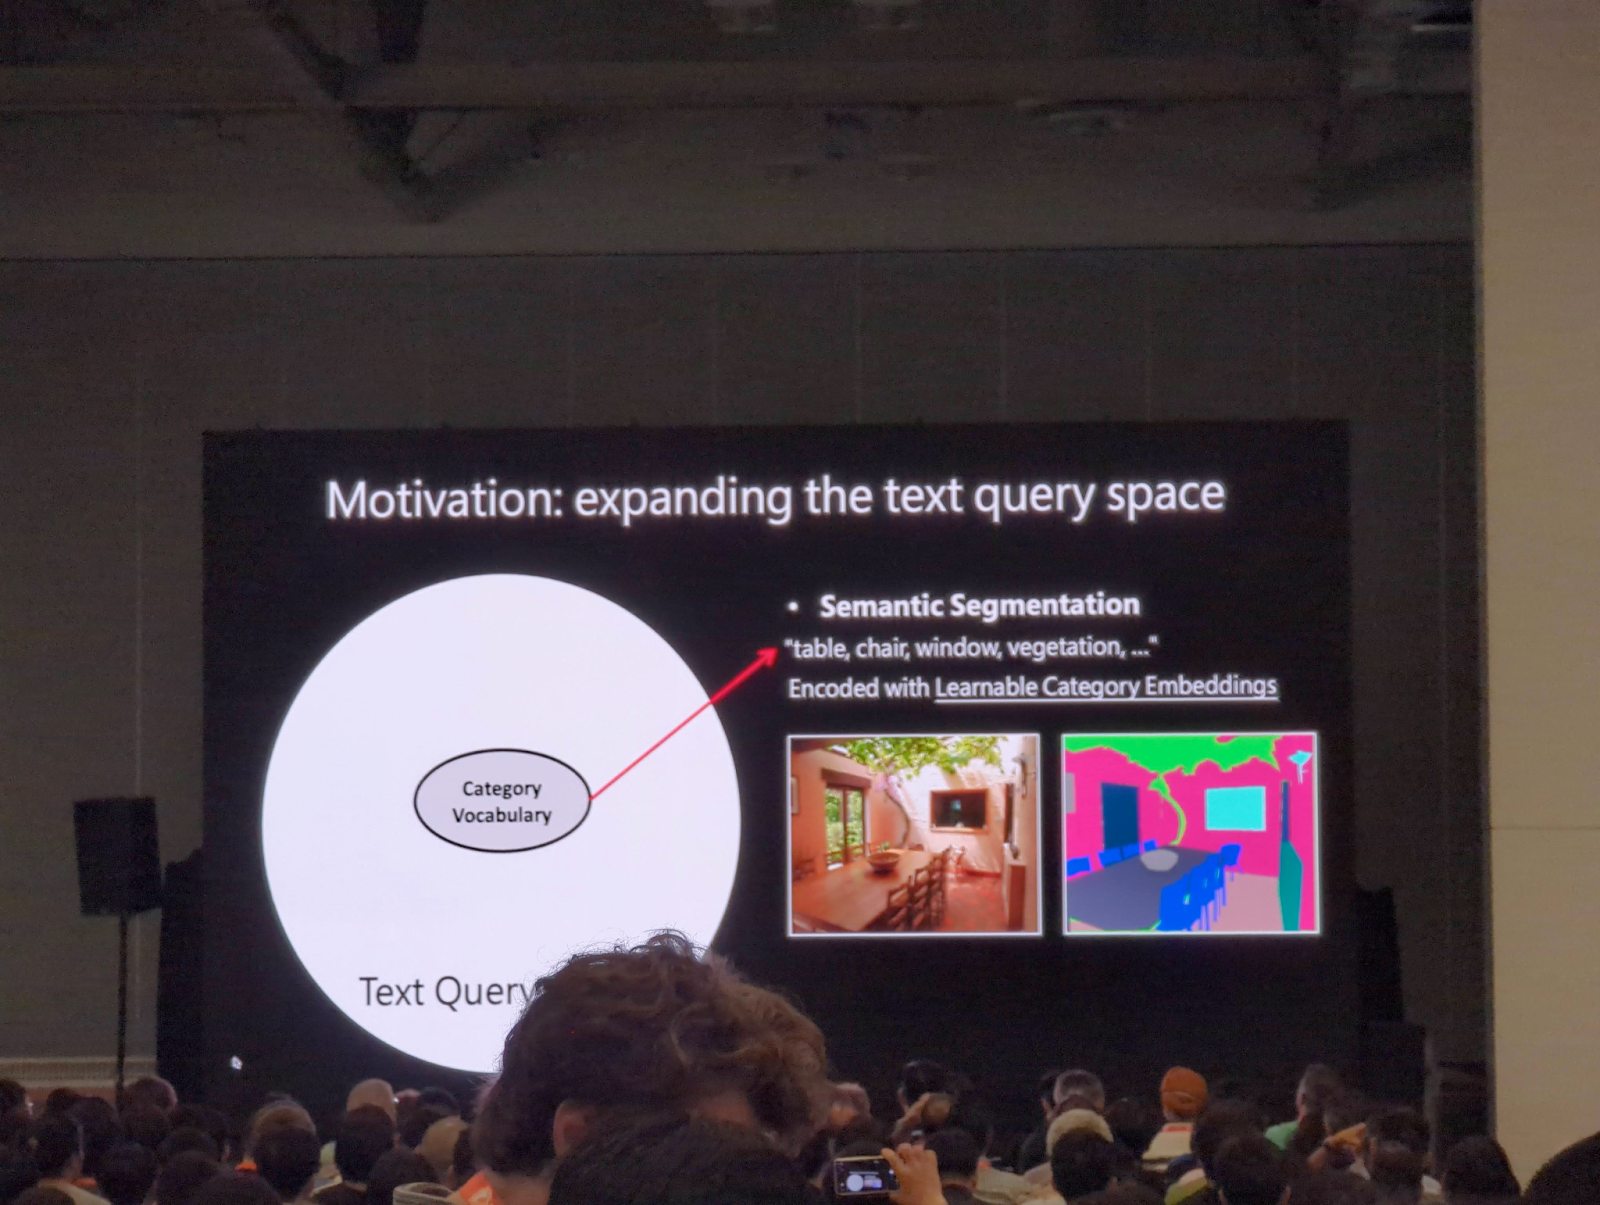 Motivation: expanding the text query space
• Semantic Segmentation
"table, chair, window, vegetation, ..."
Encoded with Learnable Category Embeddings
Category
Vocabulary
Text Query